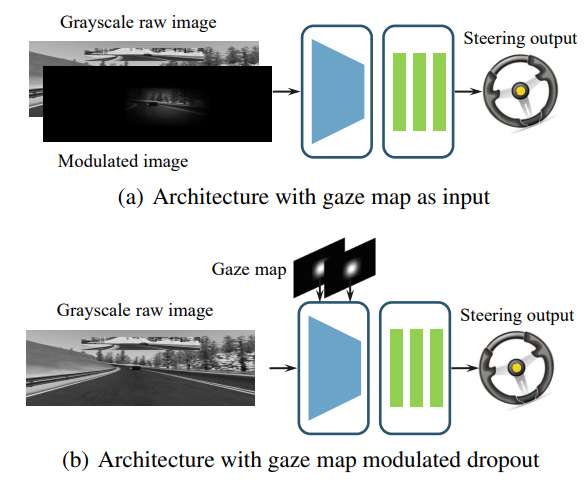 Grayscale raw image
Steering output
Modulated image
(a) Architecture with gaze map as input
Gaze map
Grayscale raw image
Steering output
(b) Architecture with gaze map modulated dropout